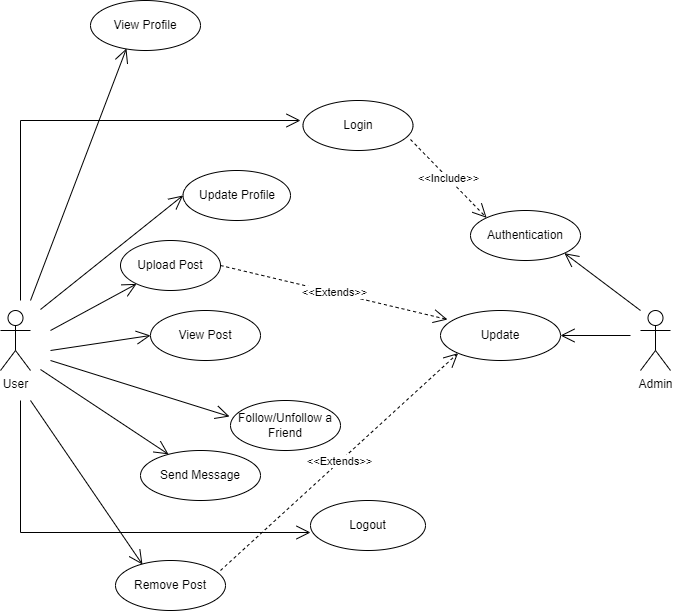 View Profile
Login
<<Include>>
Update Profile
Authentication
Upload Post
<<Extends>>
View Post
Update
User
Admin
Follow/Unfollow a
Friend
<<Extends>>
Send Message
Logout
Remove Post